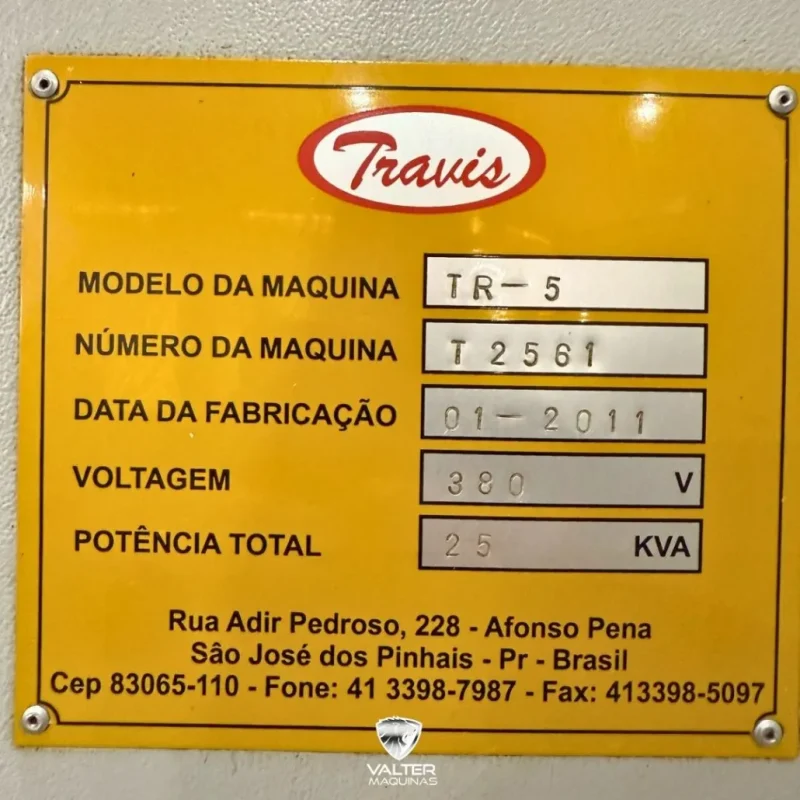 Travis
MODELO DA MAQUINA TR-5
NÚMERO DA MAQUINA T2561
DATA DA FABRICAÇÃO 01-2011
VOLTAGEM 380 V
POTÊNCIA TOTAL 25 KVA
Rua Adir Pedroso, 228 - Afonso Pena
Sâo José dos Pinhais - Pr - Brasil
Cep 83065-110 - Fone: 41 3398-7987 - Fax: 413398-5097
VALTER
MAQUINAS